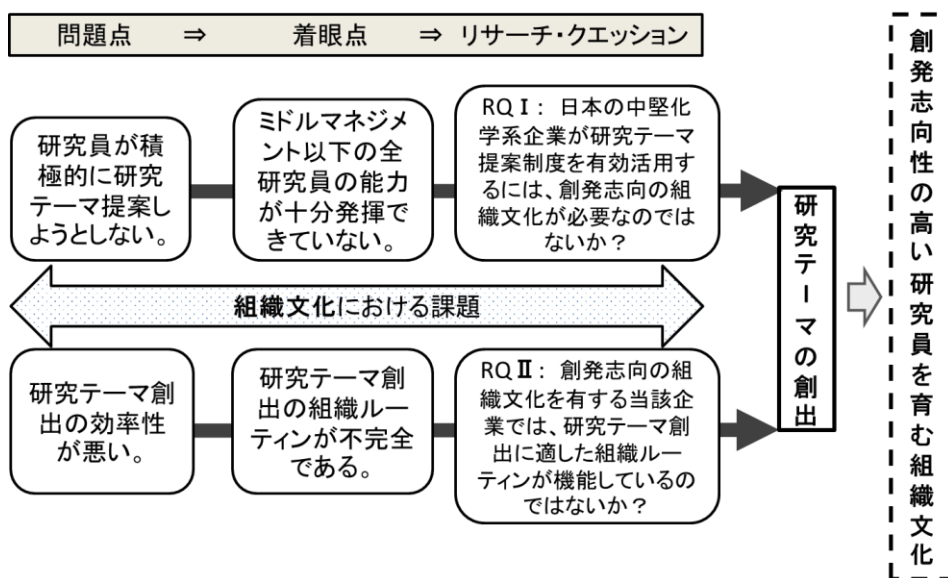 問題点 ⇒ 着眼点 ⇒ リサーチ・クエッション
研究員が積
極的に研究
テーマ提案し
ようとしない。
ミドルマネジメ
ント以下の全
研究員の能力
が十分発揮で
きていない。
RQ Ⅰ： 日本の中堅化
学系企業が研究テーマ
提案制度を有効活用す
るには、創発志向の組
織文化が必要なのでは
ないか？
組織文化における課題
研究テーマ創
出の効率性
が悪い。
研究テーマ創
出の組織ルー
ティンが不完全
である。
RQ Ⅱ： 創発志向の組
織文化を有する当該企
業では、研究テーマ創
出に適した組織ルー
ティンが機能しているの
ではないか？
研究テーマの創出
創発志向性の高い研究員を育む組織文化